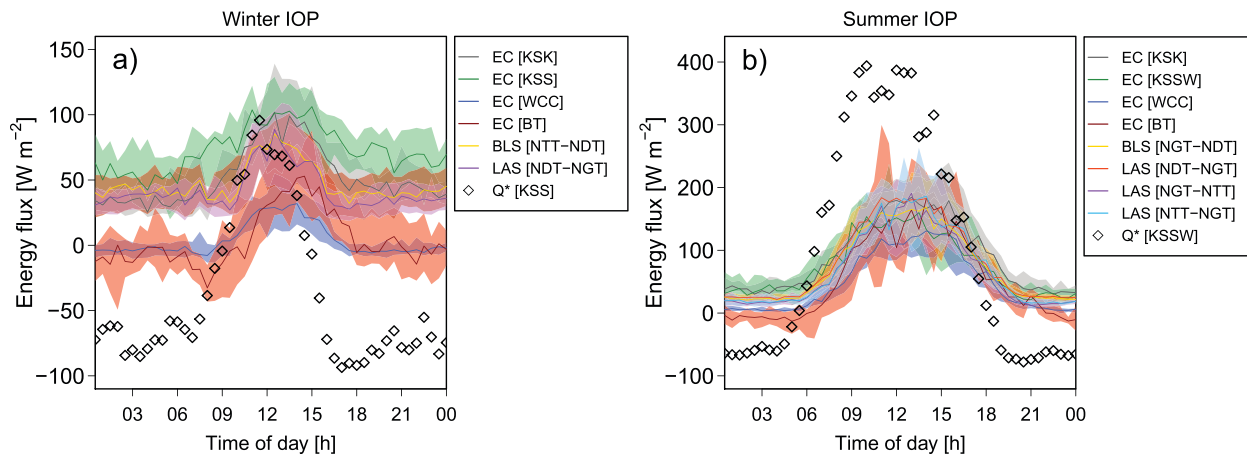 Winter IOP
a)
150
100
50
0
−50
−100
Energy flux [W m−2]
03
06
09
12
15
18
21
00
Time of day [h]
EC [KSK]
EC [KSS]
EC [WCC]
EC [BT]
BLS [NTT−NDT]
LAS [NDT−NGT]
Q* [KSS]
Summer IOP
b)
400
300
200
100
0
−100
Energy flux [W m−2]
03
06
09
12
15
18
21
00
Time of day [h]
EC [KSK]
EC [KSSW]
EC [WCC]
EC [BT]
BLS [NGT−NDT]
LAS [NDT−NGT]
LAS [NGT−NTT]
LAS [NTT−NGT]
Q* [KSSW]